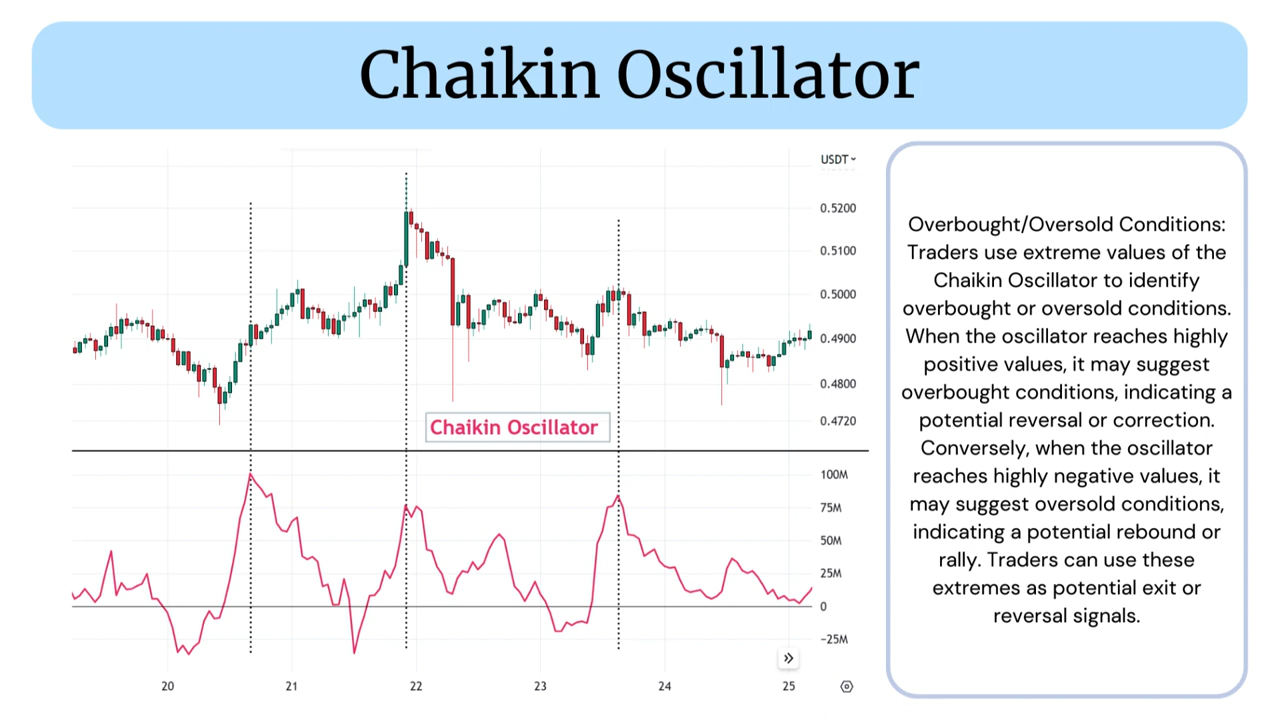 Chaikin Oscillator
USDT
0.5200
0.5100
0.5000
0.4900
0.4800
0.4720
Chaikin Oscillator
100M
75M
50M
25M
0
−25M
20 21 22 23 24 25
Overbought/Oversold Conditions:
Traders use extreme values of the
Chaikin Oscillator to identify
overbought or oversold conditions.
When the oscillator reaches highly
positive values, it may suggest
overbought conditions, indicating a
potential reversal or correction.
Conversely, when the oscillator
reaches highly negative values, it
may suggest oversold conditions,
indicating a potential rebound or
rally. Traders can use these
extremes as potential exit or
reversal signals.